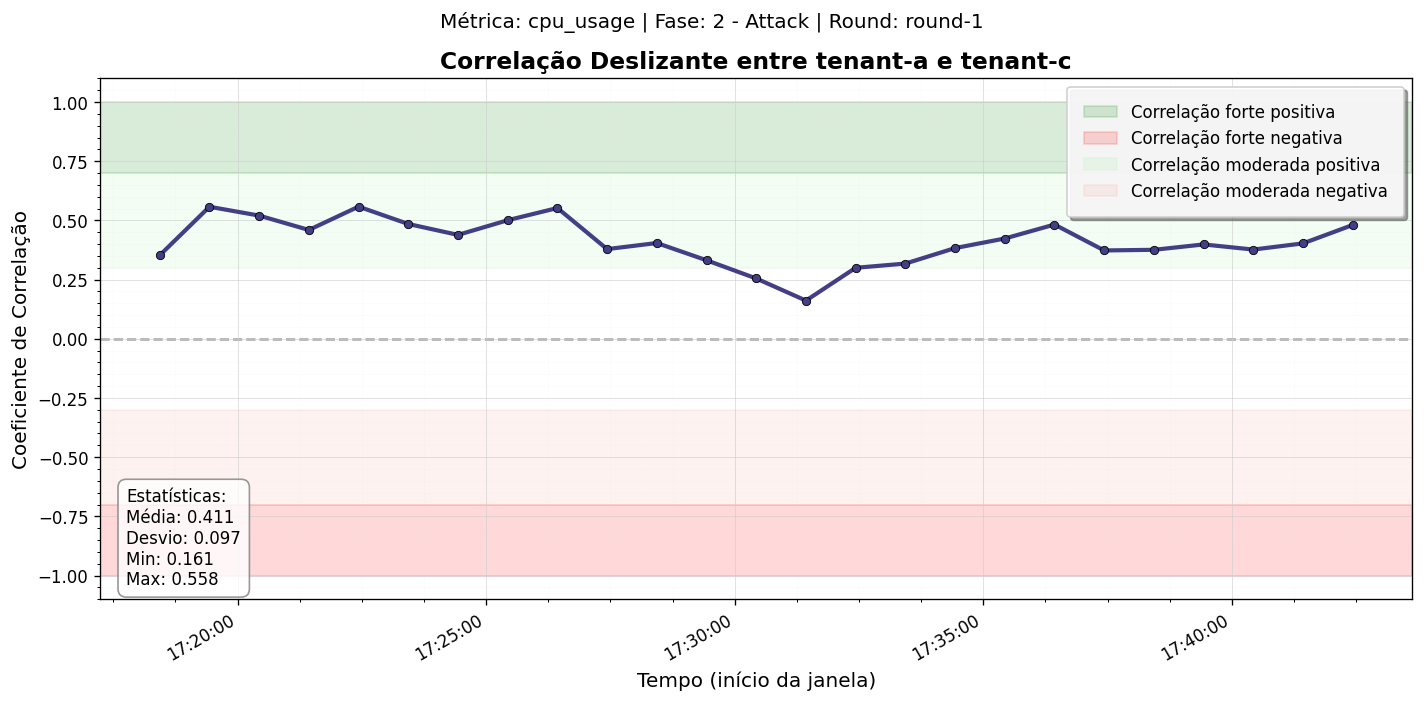 Métrica: cpu_usage | Fase: 2 - Attack | Round: round-1
Correlação Deslizante entre tenant-a e tenant-c
Coeficiente de Correlação
1.00
0.75
0.50
0.25
0.00
−0.25
−0.50
−0.75
−1.00
Correlação forte positiva
Correlação forte negativa
Correlação moderada positiva
Correlação moderada negativa
Estatísticas:
Média: 0.411
Desvio: 0.097
Min: 0.161
Max: 0.558
17:20:00
17:25:00
17:30:00
17:35:00
17:40:00
Tempo (início da janela)